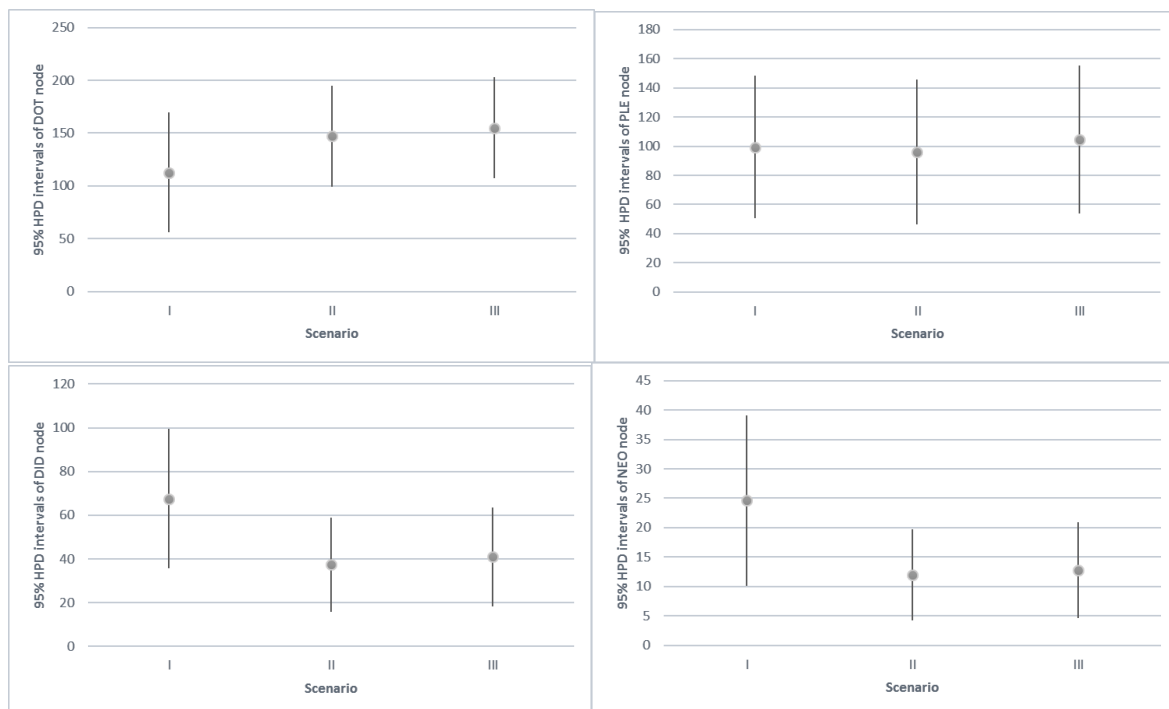 95% HPD intervals of DOT node
250
200
150
100
50
0
I II III
Scenario
95% HPD intervals of PLE node
180
160
140
120
100
80
60
40
20
0
I II III
Scenario
95% HPD intervals of DID node
120
100
80
60
40
20
0
I II III
Scenario
95% HPD intervals of NEO node
45
40
35
30
25
20
15
10
5
0
I II III
Scenario